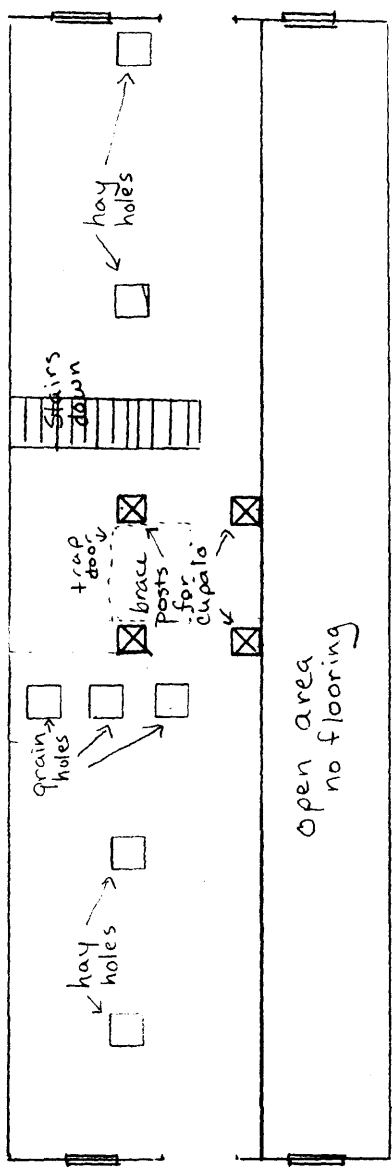 hay
holes
Stairs
down
trap
door
brace
posts
for
cupalo
grain
holes
hay
holes
open area
no flooring